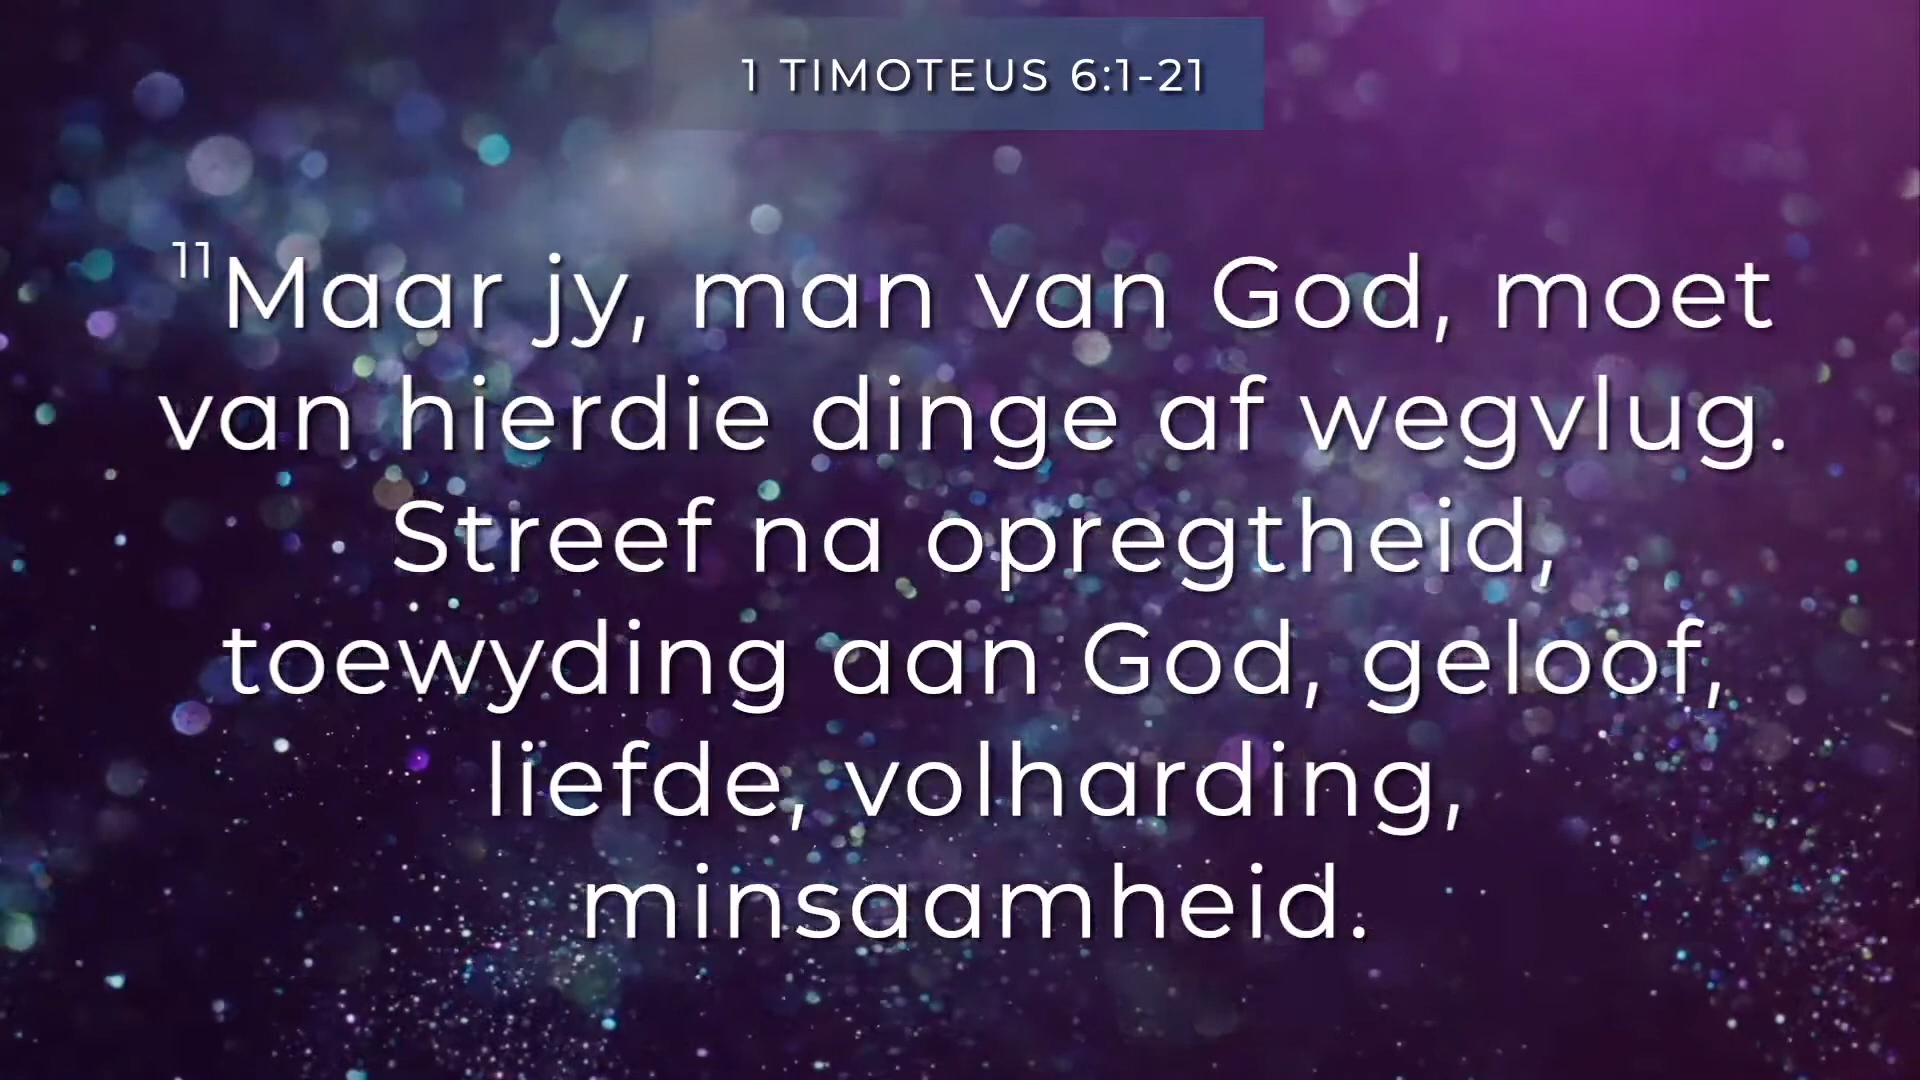 1 TIMOTEUS 6:1-21
11Maar jy, man van God, moet
van hierdie dinge af wegvlug.
Streef na opregtheid,
toewyding aan God, geloof,
liefde, volharding,
minsaamheid.